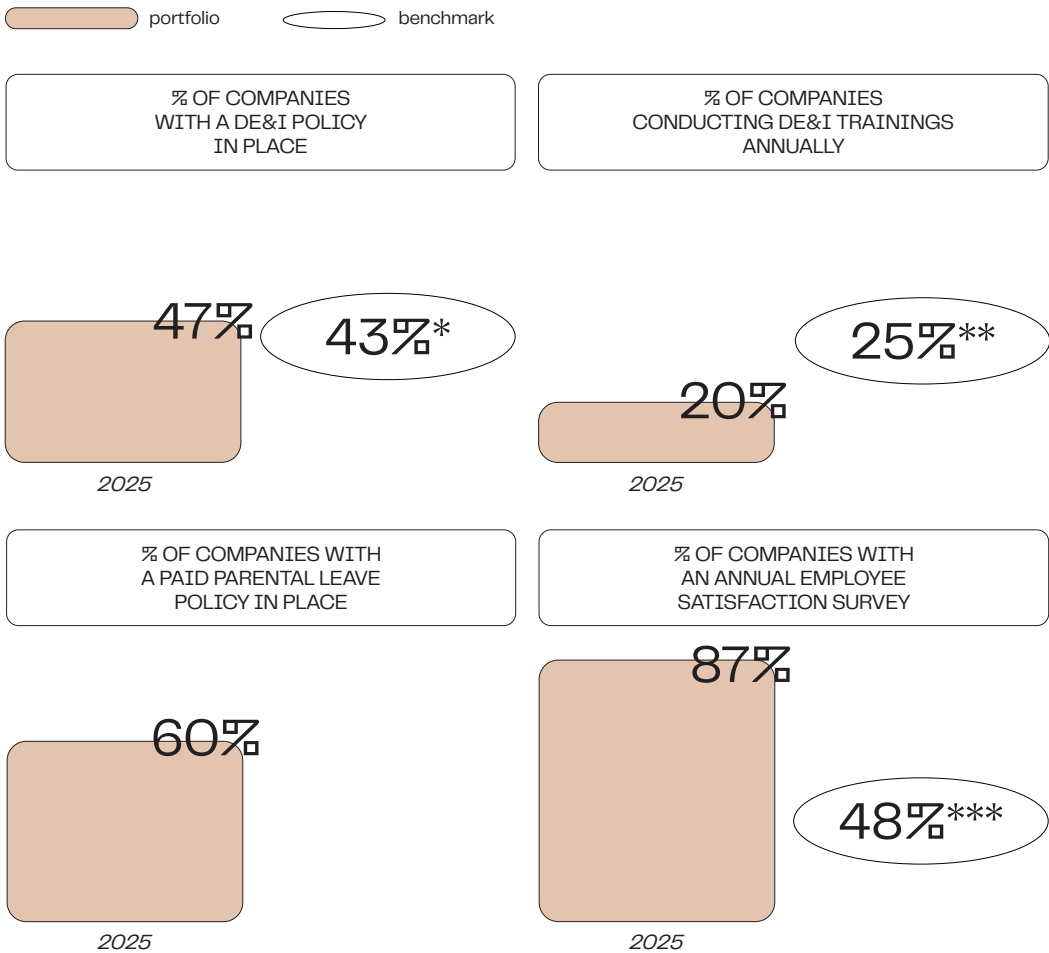 portfolio
benchmark
% OF COMPANIES
WITH A DE&I POLICY
IN PLACE
47%
43%*
2025
% OF COMPANIES
CONDUCTING DE&I TRAININGS
ANNUALLY
20%
25%**
2025
% OF COMPANIES WITH
A PAID PARENTAL LEAVE
POLICY IN PLACE
60%
2025
% OF COMPANIES WITH
AN ANNUAL EMPLOYEE
SATISFACTION SURVEY
87%
48%***
2025